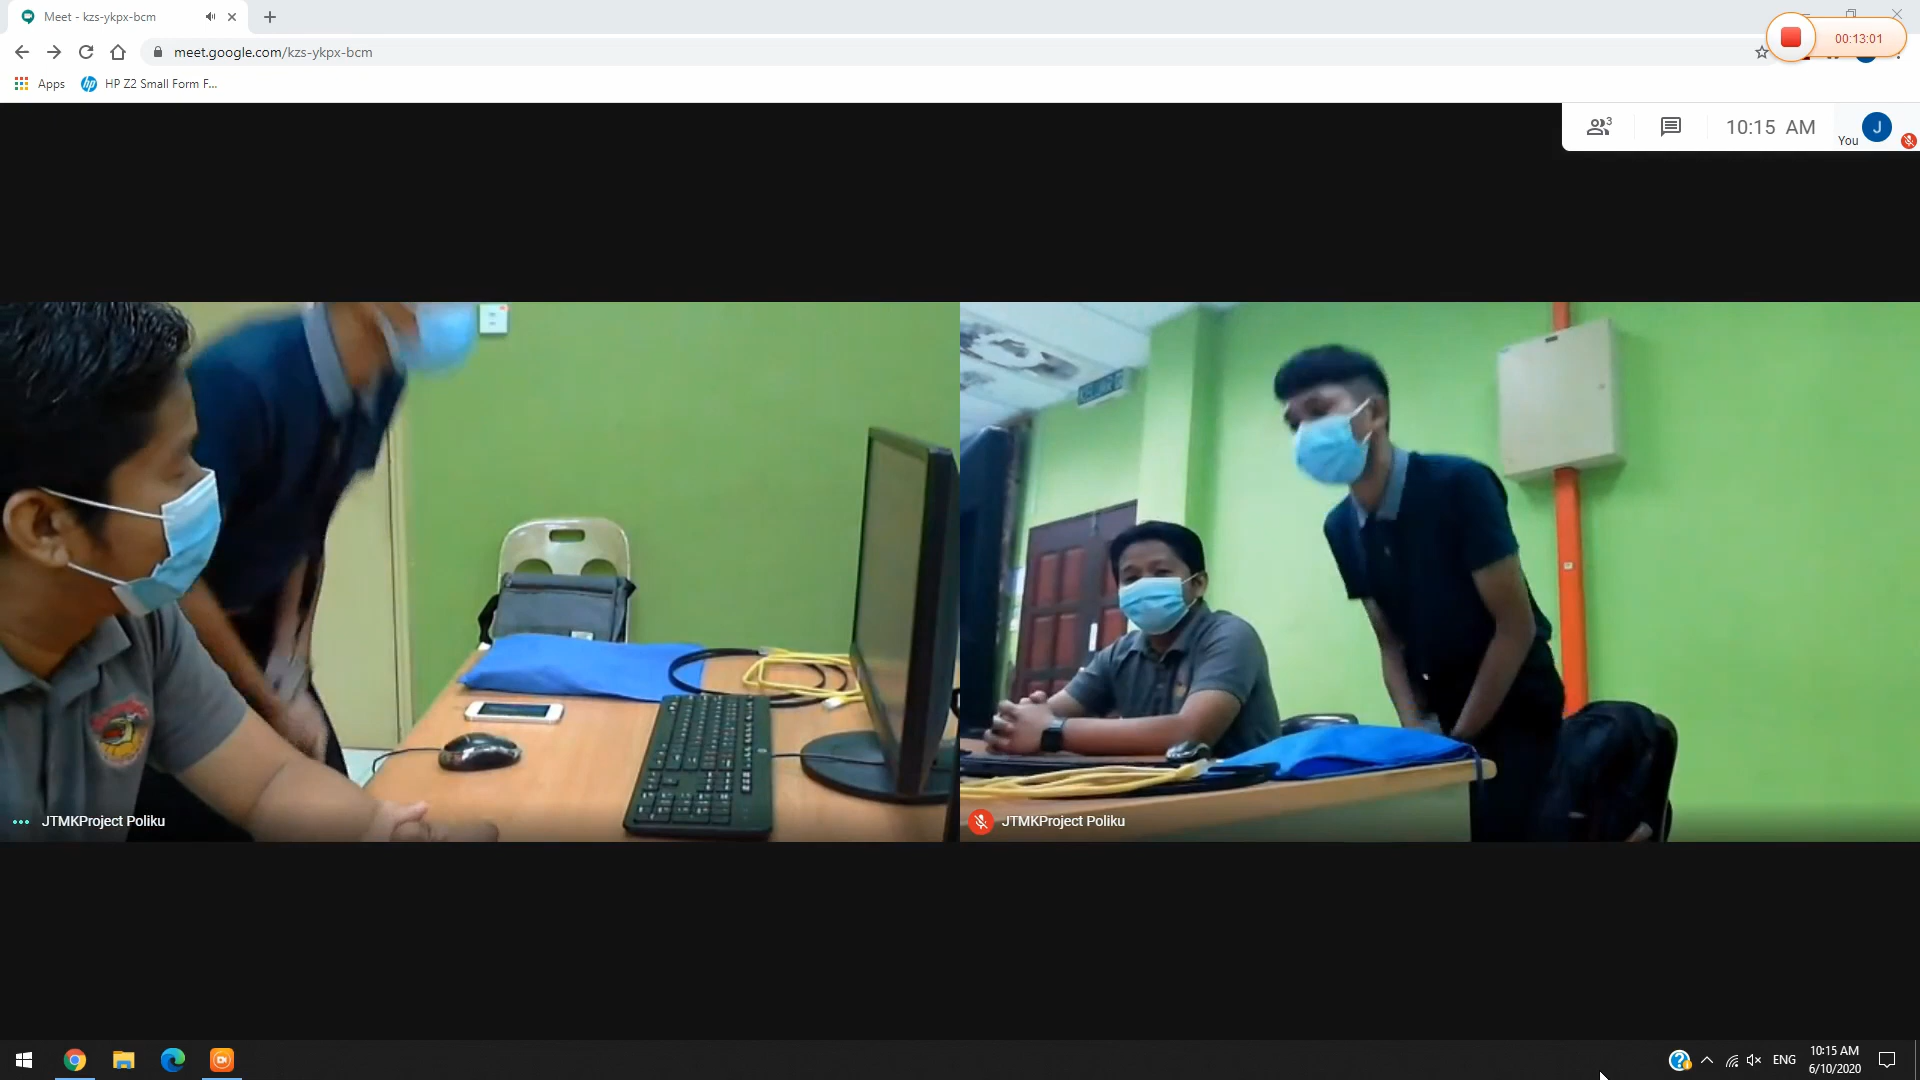 Meet - kzs-ykpx-bcm
meet.google.com/kzs-ykpx-bcm
00:13:01
Apps
HP Z2 Small Form F...
3
10:15 AM
You
J
JTMKProject Poliku
JTMKProject Poliku
ENG
10:15 AM
6/10/2020